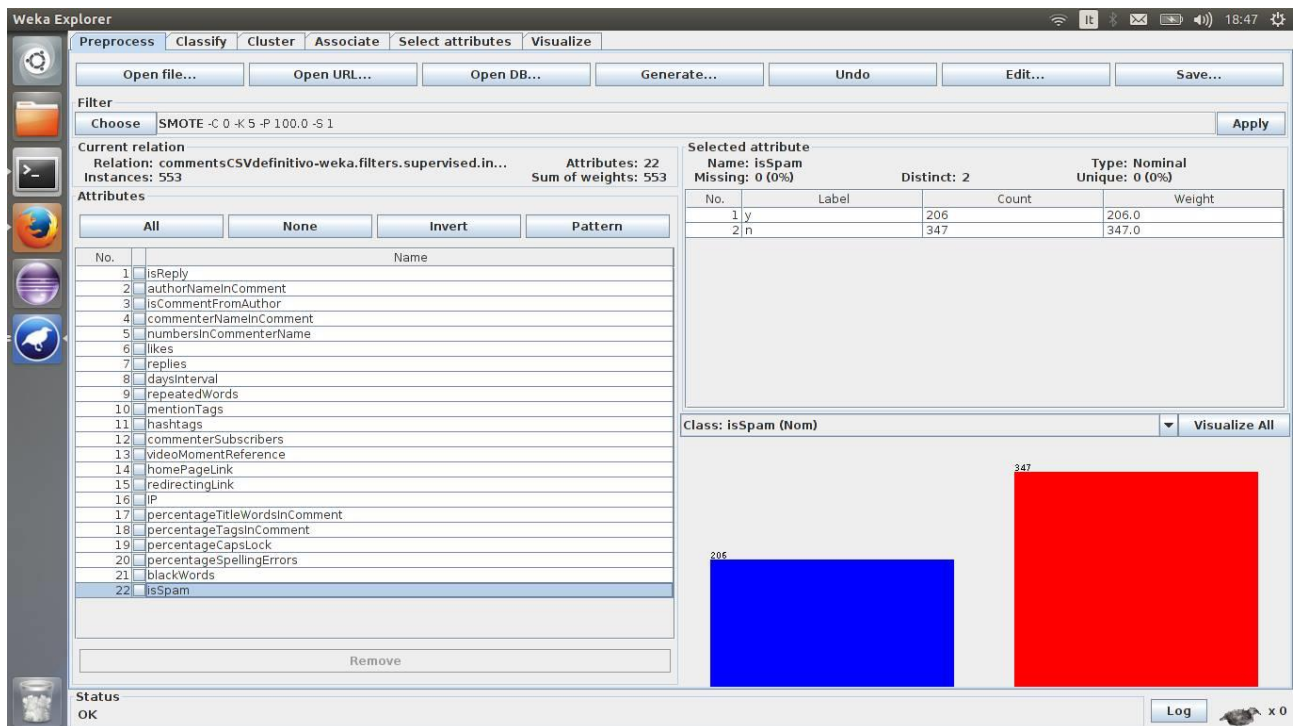 Weka Explorer
It
18:47
Preprocess Classify Cluster Associate Select attributes Visualize
Open file... Open URL... Open DB... Generate... Undo Edit... Save...
Filter
Choose SMOTE -C 0 -K 5 -P 100.0 -S 1 Apply
Current relation
Relation: commentsCSVdefinitivo-weka.filters.supervised.in... Attributes: 22
Instances: 553 Sum of weights: 553
Attributes
All None Invert Pattern
No. Name
1 isReply
2 authorNameInComment
3 isCommentFromAuthor
4 commenterNameInComment
5 numbersInCommenterName
6 likes
7 replies
8 daysInterval
9 repeatedWords
10 mentionTags
11 hashtags
12 commenterSubscribers
13 videoMomentReference
14 homePageLink
15 redirectingLink
16 IP
17 percentageTitleWordsInComment
18 percentageTagsInComment
19 percentageCapsLock
20 percentageSpellingErrors
21 blackWords
22 isSpam
Remove
Selected attribute
Name: isSpam Type: Nominal
Missing: 0 (0%) Distinct: 2 Unique: 0 (0%)
No. Label Count Weight
1 y 206 206.0
2 n 347 347.0
Class: isSpam (Nom) Visualize All
347
206
Status
OK
Log x 0